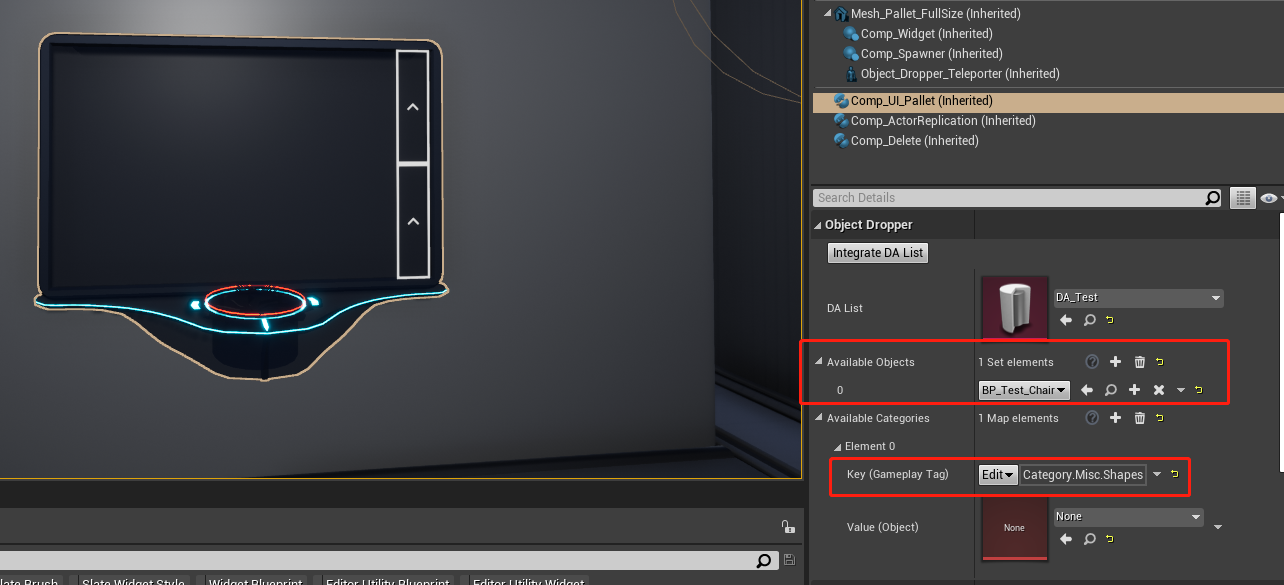 Mesh_Pallet_FullSize (Inherited)
Comp_Widget (Inherited)
Comp_Spawner (Inherited)
Object_Dropper_Teleporter (Inherited)
Comp_UI_Pallet (Inherited)
Comp_ActorReplication (Inherited)
Comp_Delete (Inherited)
Search Details
Object Dropper
Integrate DA List
DA List
DA_Test
Available Objects
1 Set elements
0
BP_Test_Chair
Available Categories
1 Map elements
Element 0
Key (Gameplay Tag)
Edit
Category.Misc.Shapes
Value (Object)
None
None
late Brush
Slate Widget Style
Widget Blueprint
Editor Utility Blueprint
Editor Utility Widget